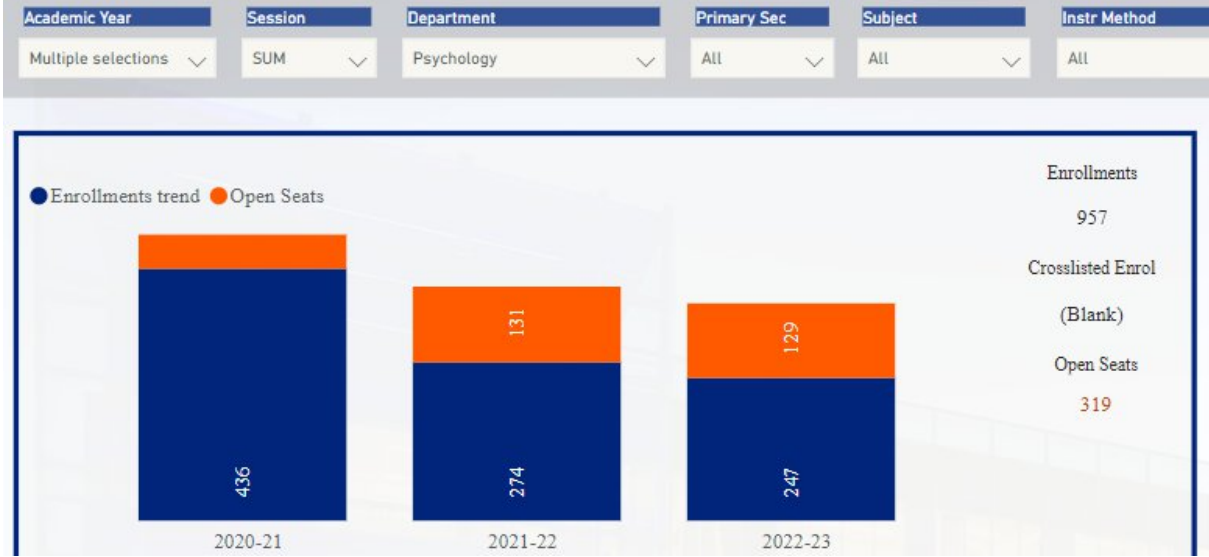 Academic Year Session Department Primary Sec Subject Instr Method
Multiple selections SUM Psychology All All All
Enrollments trend Open Seats
436
274
131
247
129
2020-21 2021-22 2022-23
Enrollments
957
Crosslisted Enrol
(Blank)
Open Seats
319